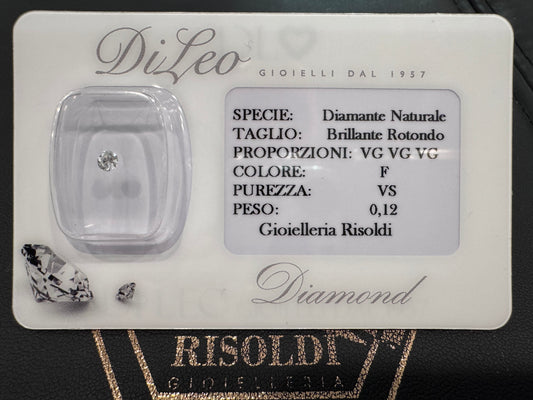 DiLeo
GIOIELLI DAL 1957
SPECIE: Diamante Naturale
TAGLIO: Brillante Rotondo
PROPORZIONI: VG VG VG
COLORE: F
PUREZZA: VS
PESO: 0,12
Gioielleria Risoldi
Diamond
RISOLDI
GIOIELLERIA